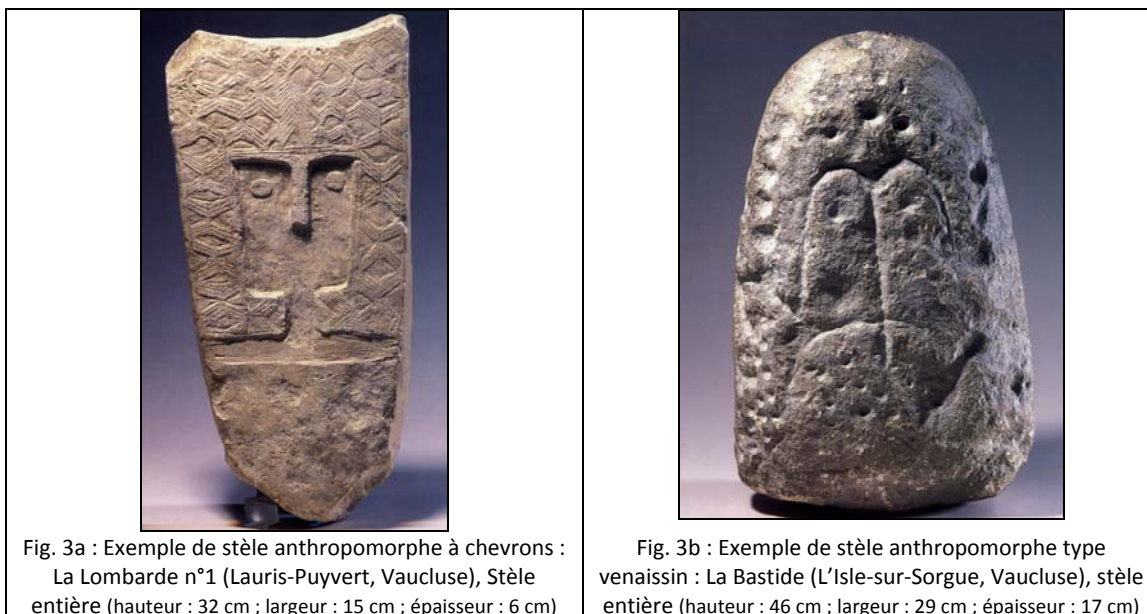 Fig. 3a : Exemple de stèle anthropomorphe à chevrons :
La Lombarde n°1 (Lauris-Puyvert, Vaucluse), Stèle
entière (hauteur : 32 cm ; largeur : 15 cm ; épaisseur : 6 cm)
Fig. 3b : Exemple de stèle anthropomorphe type
venaissin : La Bastide (L'Isle-sur-Sorgue, Vaucluse), stèle
entière (hauteur : 46 cm ; largeur : 29 cm ; épaisseur : 17 cm)